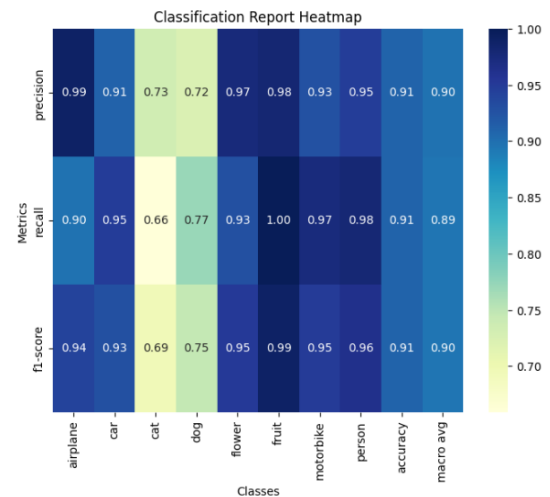 Classification Report Heatmap
Metrics
precision
0.99 0.91 0.73 0.72 0.97 0.98 0.93 0.95 0.91 0.90
recall
0.90 0.95 0.66 0.77 0.93 1.00 0.97 0.98 0.91 0.89
f1-score
0.94 0.93 0.69 0.75 0.95 0.99 0.95 0.96 0.91 0.90
airplane
car
cat
dog
flower
fruit
motorbike
person
accuracy
macro avg
Classes
1.00
0.95
0.90
0.85
0.80
0.75
0.70